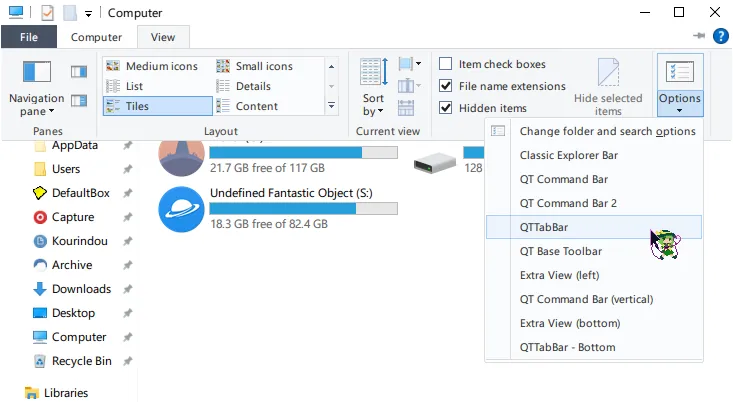 Computer
File
Computer
View
Navigation
pane
Panes
Medium icons
Small icons
List
Details
Tiles
Content
Layout
Sort
by
Current view
Item check boxes
File name extensions
Hidden items
Hide selected
items
Options
Change folder and search options
Classic Explorer Bar
QT Command Bar
QT Command Bar 2
QTTabBar
QT Base Toolbar
Extra View (left)
QT Command Bar (vertical)
Extra View (bottom)
QTTabBar - Bottom
AppData
Users
DefaultBox
Capture
Kourindou
Archive
Downloads
Desktop
Computer
Recycle Bin
Libraries
21.7 GB free of 117 GB
128
Undefined Fantastic Object (S:)
18.3 GB free of 82.4 GB